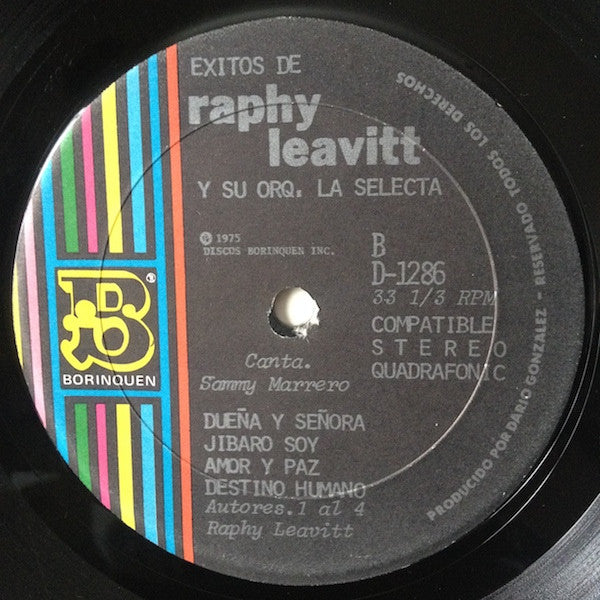 EXITOS DE
raphy
leavitt
Y SU ORQ. LA SELECTA
℗ 1975
DISCOS BORINQUEN INC.
B
D-1286
33 1/3 RPM
COMPATIBLE
STEREO
QUADRAFONIC
Canta.
Sammy Marrero
DUEÑA Y SEÑORA
JIBARO SOY
AMOR Y PAZ
DESTINO HUMANO
Autores.1 al 4
Raphy Leavitt
B®
BORINQUEN
PRODUCIDO POR DARIO GONZALEZ - RESERVADO TODOS LOS DERECHOS